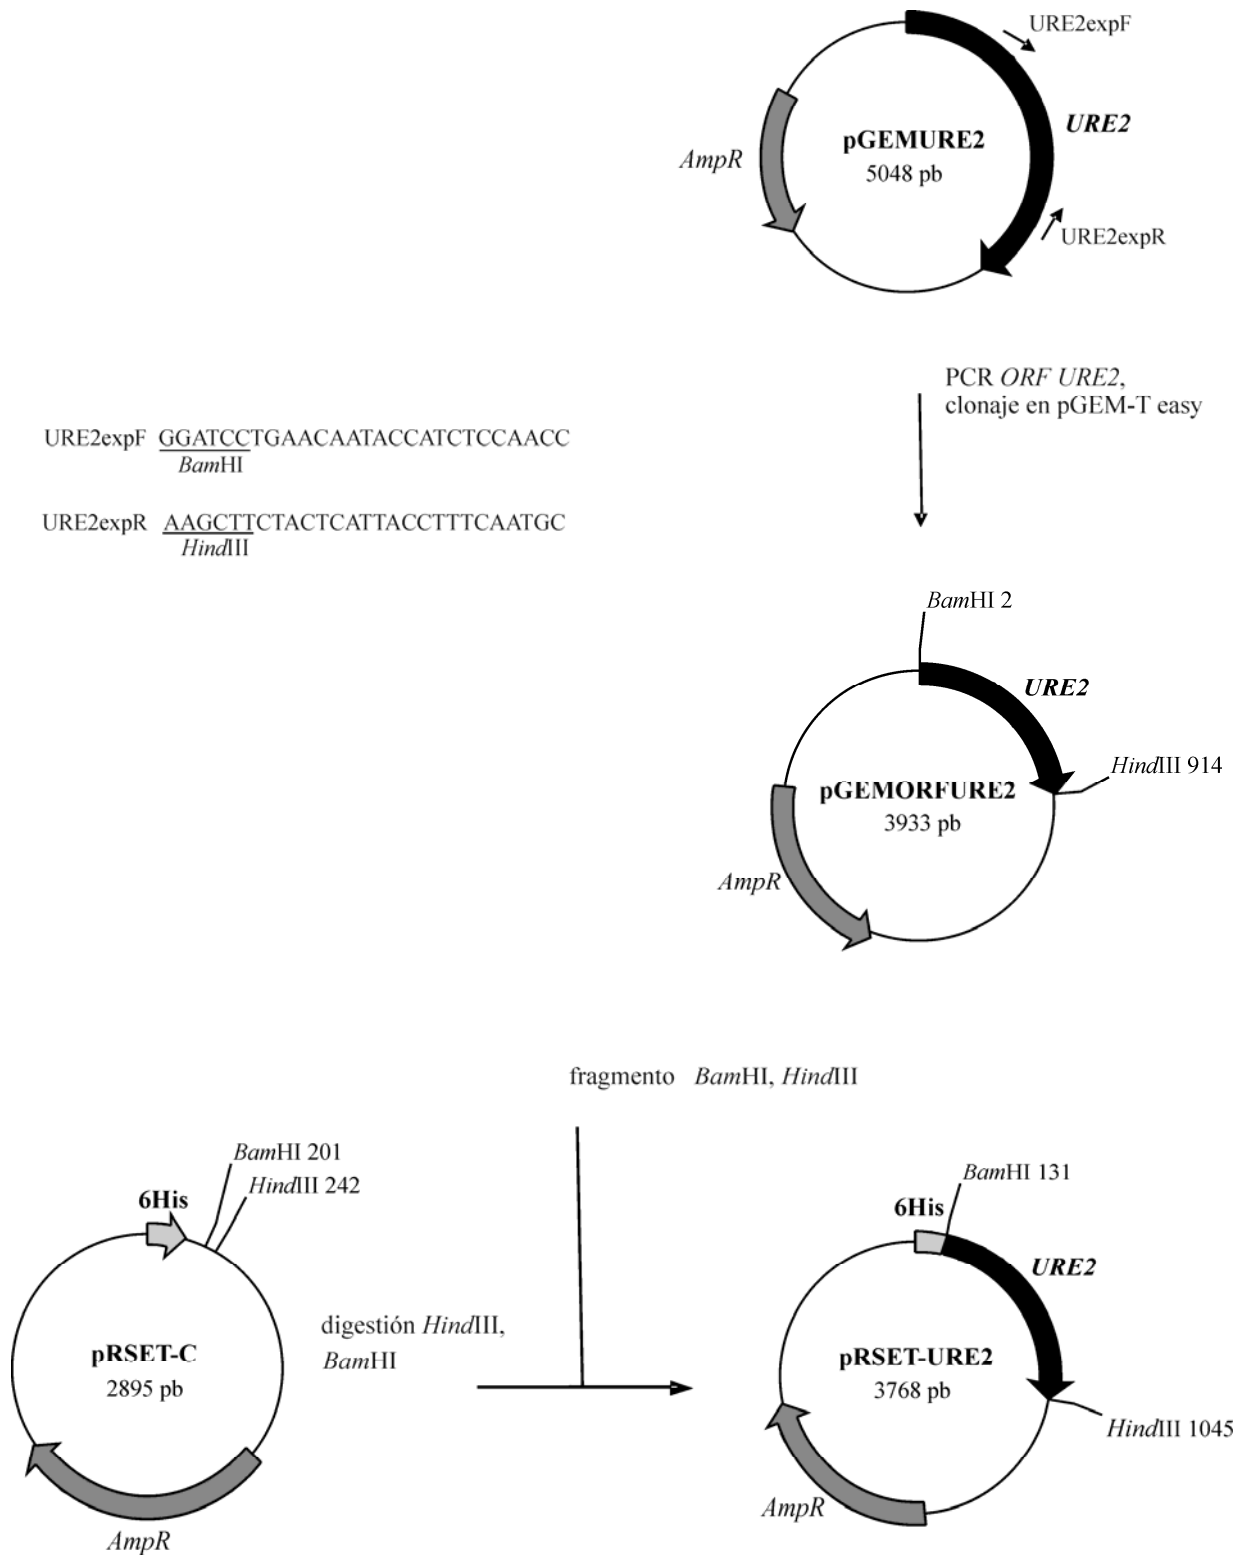 URE2expF
URE2
pGEMURE2
5048 pb
AmpR
URE2expR
PCR ORF URE2,
clonaje en pGEM-T easy
URE2expF GGATCCTGAACAATACCATCTCCAACC
BamHI
URE2expR AAGCTTCTACTCATTACCTTTCAATGC
HindIII
BamHI 2
URE2
HindIII 914
pGEMORFURE2
3933 pb
AmpR
fragmento BamHI, HindIII
BamHI 201
HindIII 242
6His
pRSET-C
2895 pb
AmpR
digestión HindIII,
BamHI
BamHI 131
6His
URE2
pRSET-URE2
3768 pb
HindIII 1045
AmpR